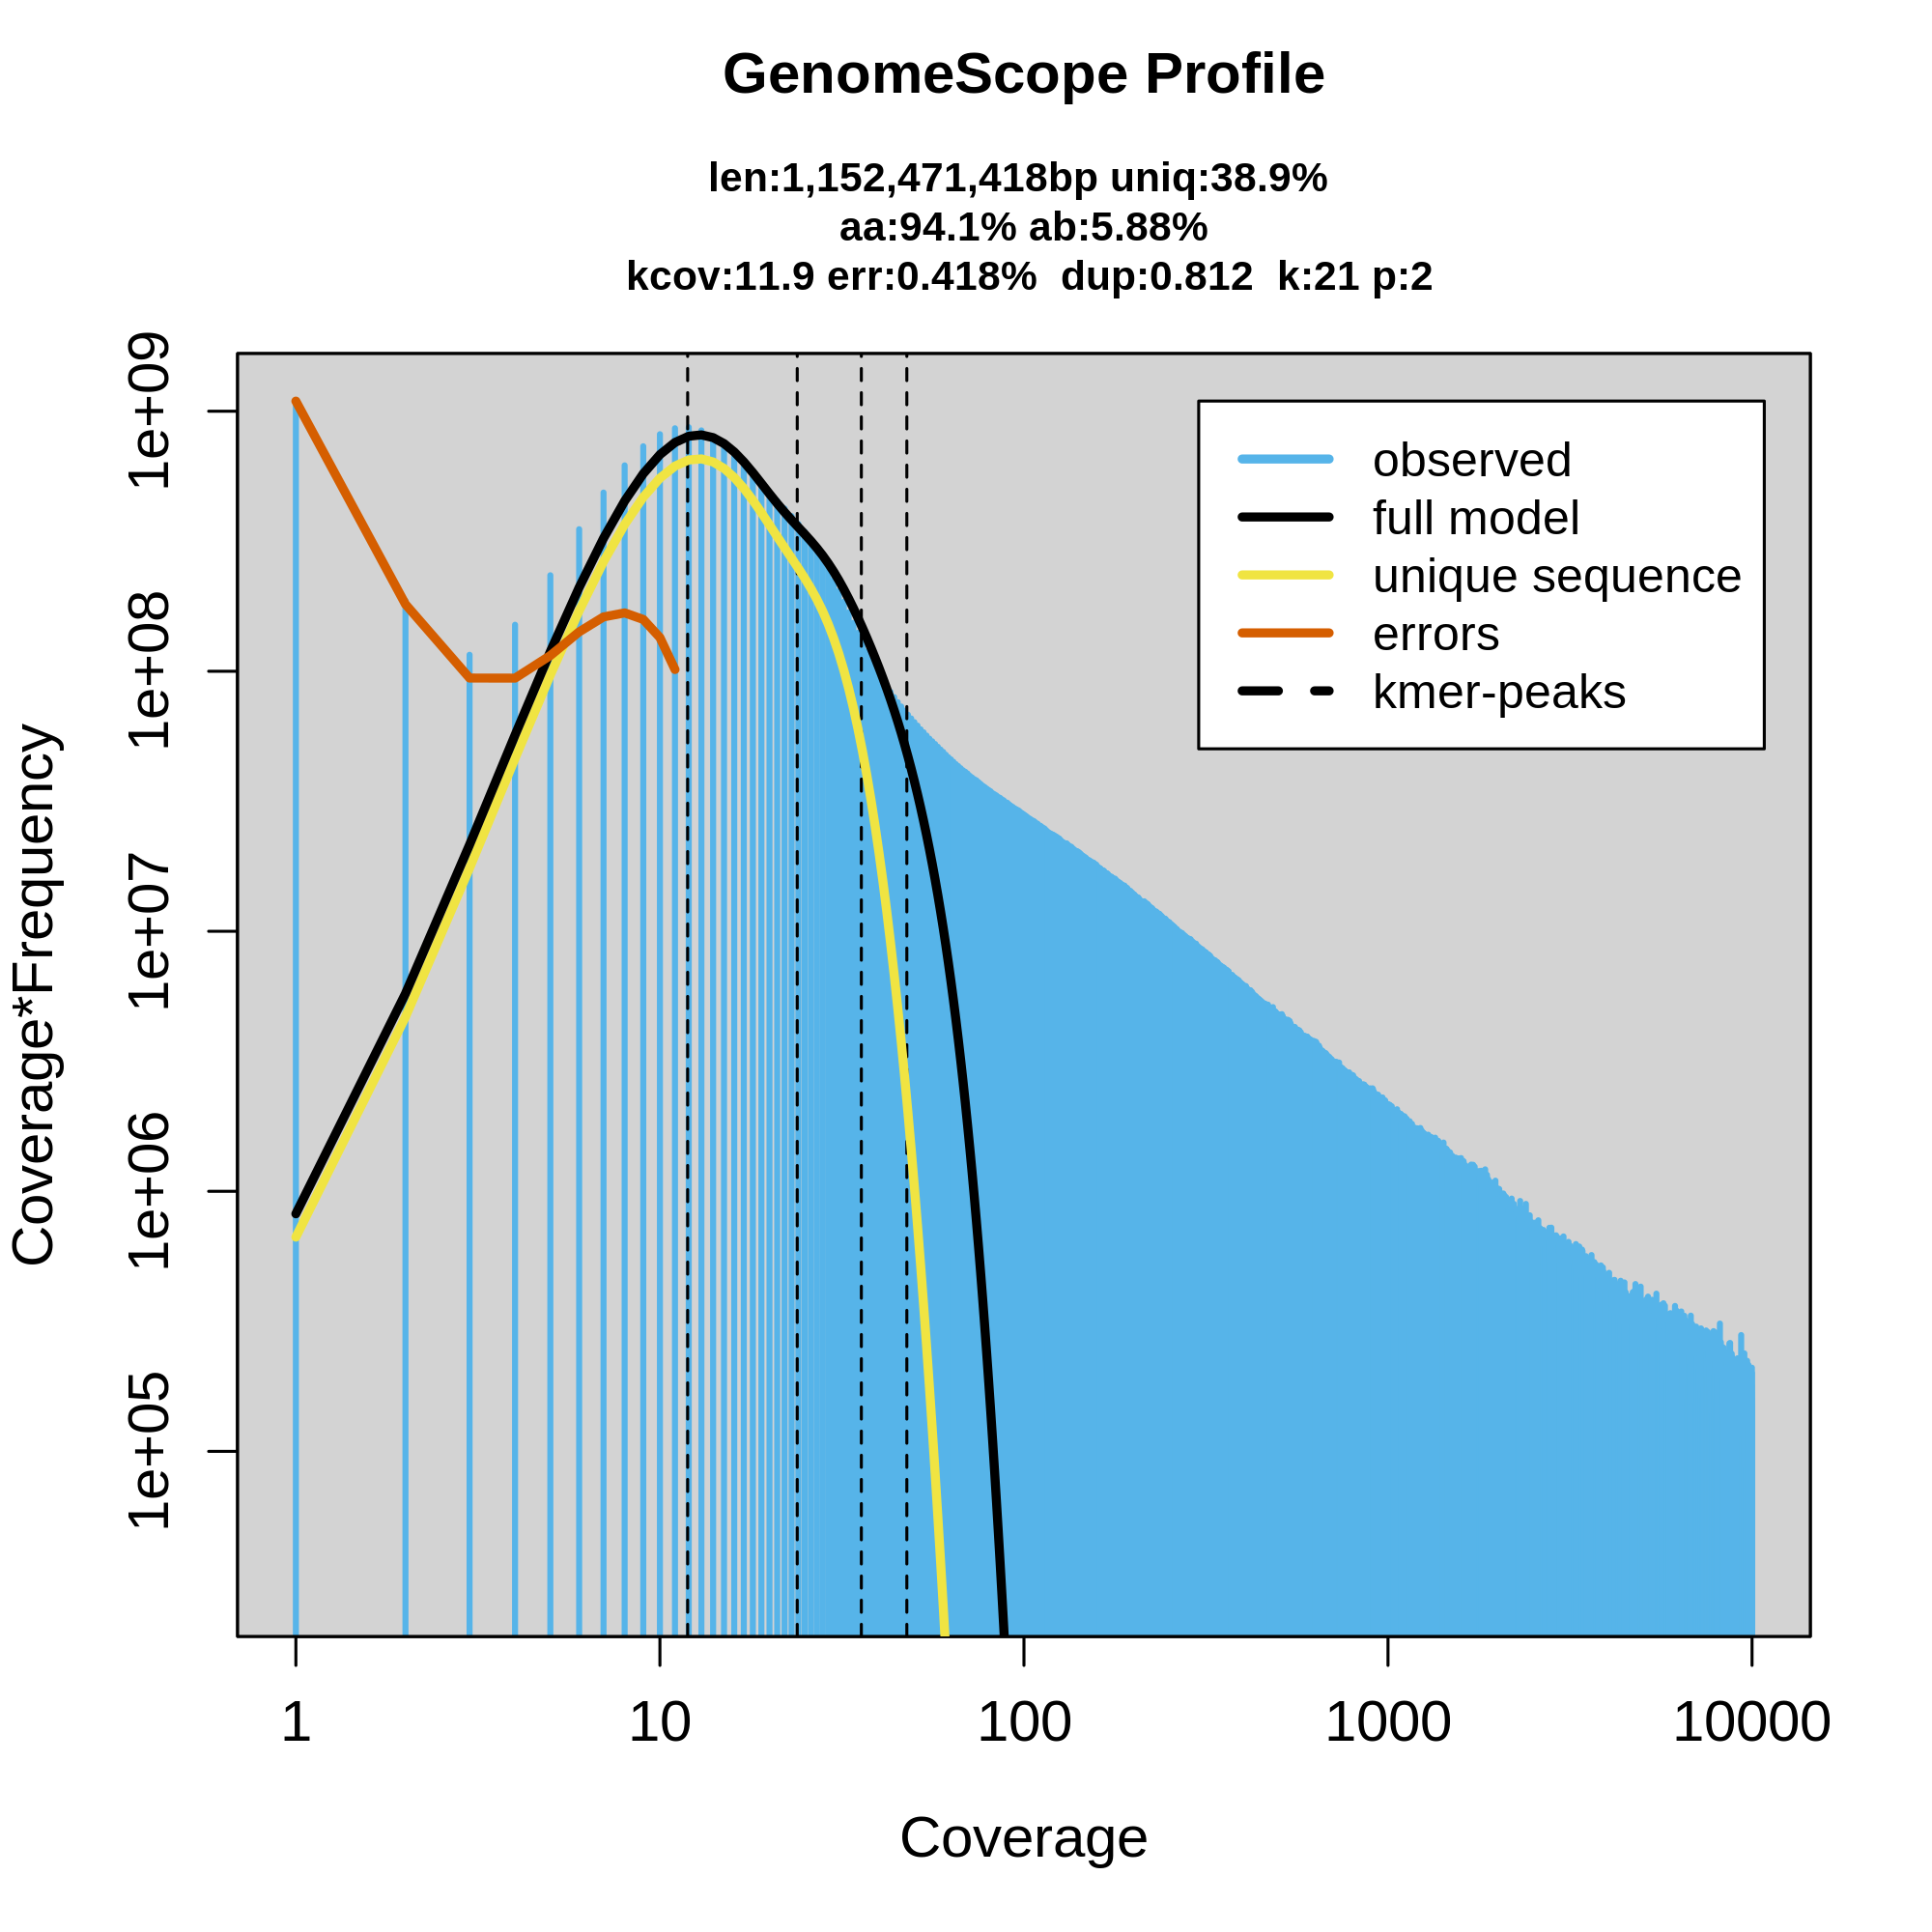 GenomeScope Profile
len:1,152,471,418bp uniq:38.9%
aa:94.1% ab:5.88%
kcov:11.9 err:0.418%  dup:0.812  k:21 p:2
observed
full model
unique sequence
errors
kmer-peaks
Coverage*Frequency
1e+09
1e+08
1e+07
1e+06
1e+05
1
10
100
1000
10000
Coverage